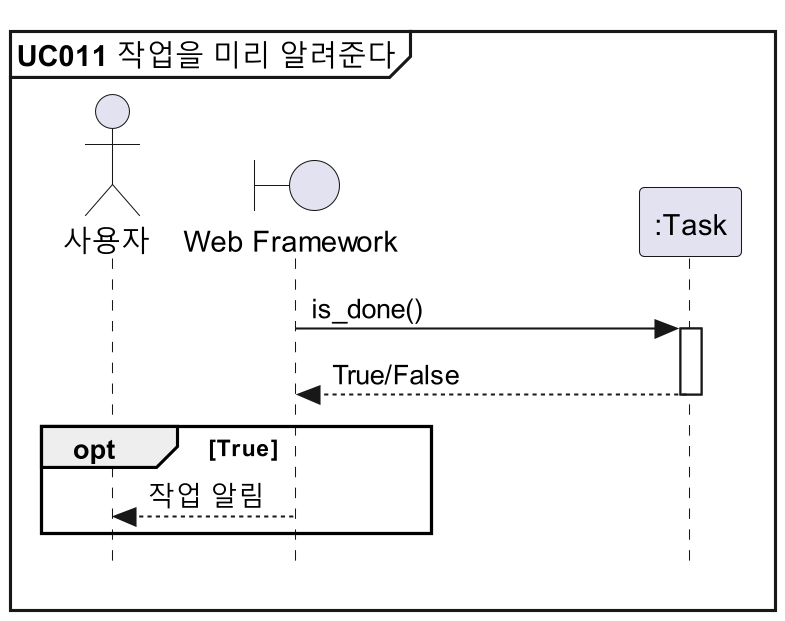 UC011 작업을 미리 알려준다
사용자
Web Framework
:Task
is_done()
True/False
opt [True]
작업 알림